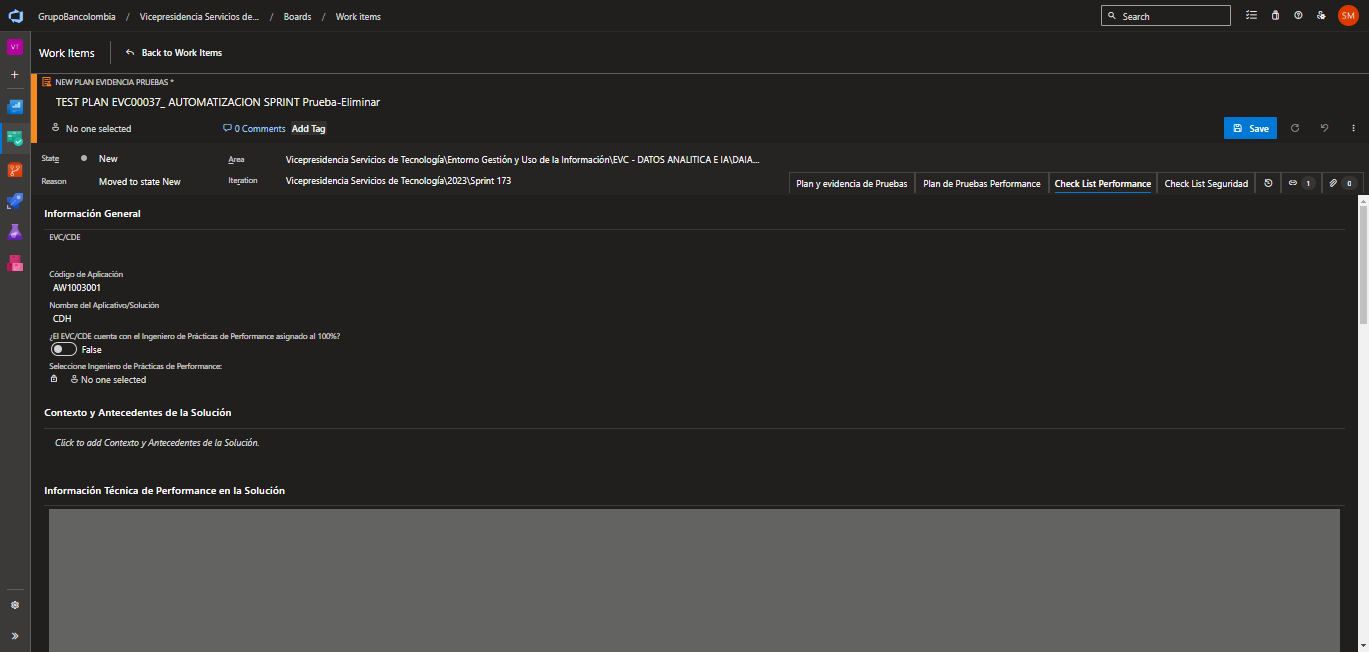 GrupoBancolombia / Vicepresidencia Servicios de... / Boards / Work items
Search
SM
VT
Work Items
Back to Work Items
NEW PLAN EVIDENCIA PRUEBAS *
TEST PLAN EVC00037_ AUTOMATIZACION SPRINT Prueba-Eliminar
No one selected
0 Comments
Add Tag
Save
State
New
Area
Vicepresidencia Servicios de Tecnología\Entorno Gestión y Uso de la Información\EVC - DATOS ANALITICA E IA\DAIA...
Reason
Moved to state New
Iteration
Vicepresidencia Servicios de Tecnología\2023\Sprint 173
Plan y evidencia de Pruebas
Plan de Pruebas Performance
Check List Performance
Check List Seguridad
1
0
Información General
EVC/CDE
Código de Aplicación
AW1003001
Nombre del Aplicativo/Solución
CDH
¿El EVC/CDE cuenta con el Ingeniero de Prácticas de Performance asignado al 100%?
False
Seleccione Ingeniero de Prácticas de Performance:
No one selected
Contexto y Antecedentes de la Solución
Click to add Contexto y Antecedentes de la Solución.
Información Técnica de Performance en la Solución